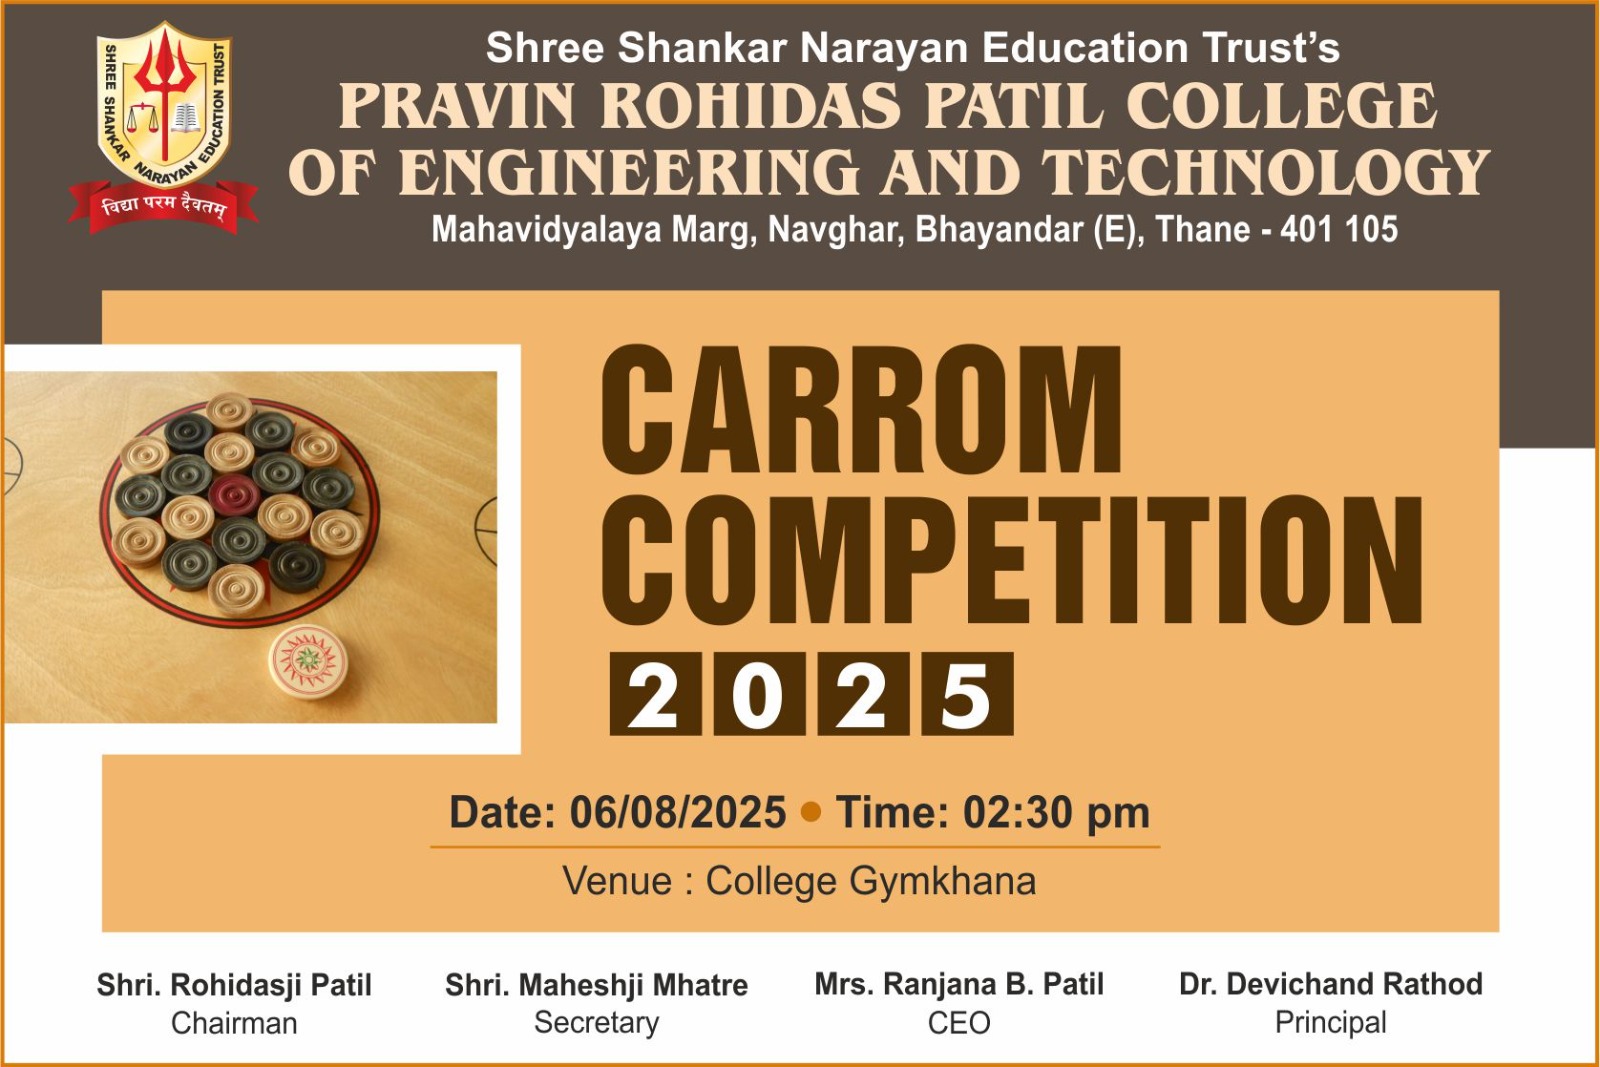 SHREE SHANKAR NARAYAN EDUCATION TRUST
विद्या परम दैवतम्
Shree Shankar Narayan Education Trust’s
PRAVIN ROHIDAS PATIL COLLEGE
OF ENGINEERING AND TECHNOLOGY
Mahavidyalaya Marg, Navghar, Bhayandar (E), Thane - 401 105
CARROM
COMPETITION
2025
Date: 06/08/2025 • Time: 02:30 pm
Venue : College Gymkhana
Shri. Rohidasji Patil
Chairman
Shri. Maheshji Mhatre
Secretary
Mrs. Ranjana B. Patil
CEO
Dr. Devichand Rathod
Principal